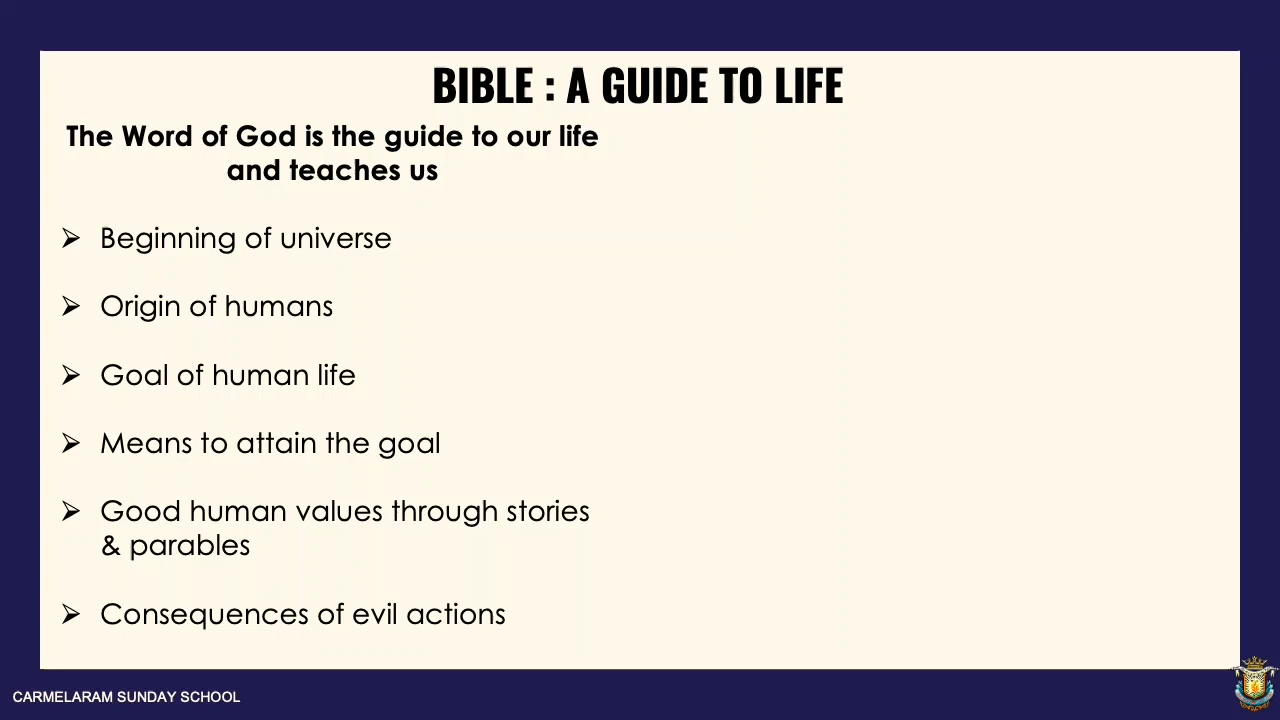 BIBLE : A GUIDE TO LIFE
The Word of God is the guide to our life
and teaches us
➢ Beginning of universe
➢ Origin of humans
➢ Goal of human life
➢ Means to attain the goal
➢ Good human values through stories
& parables
➢ Consequences of evil actions
CARMELARAM SUNDAY SCHOOL